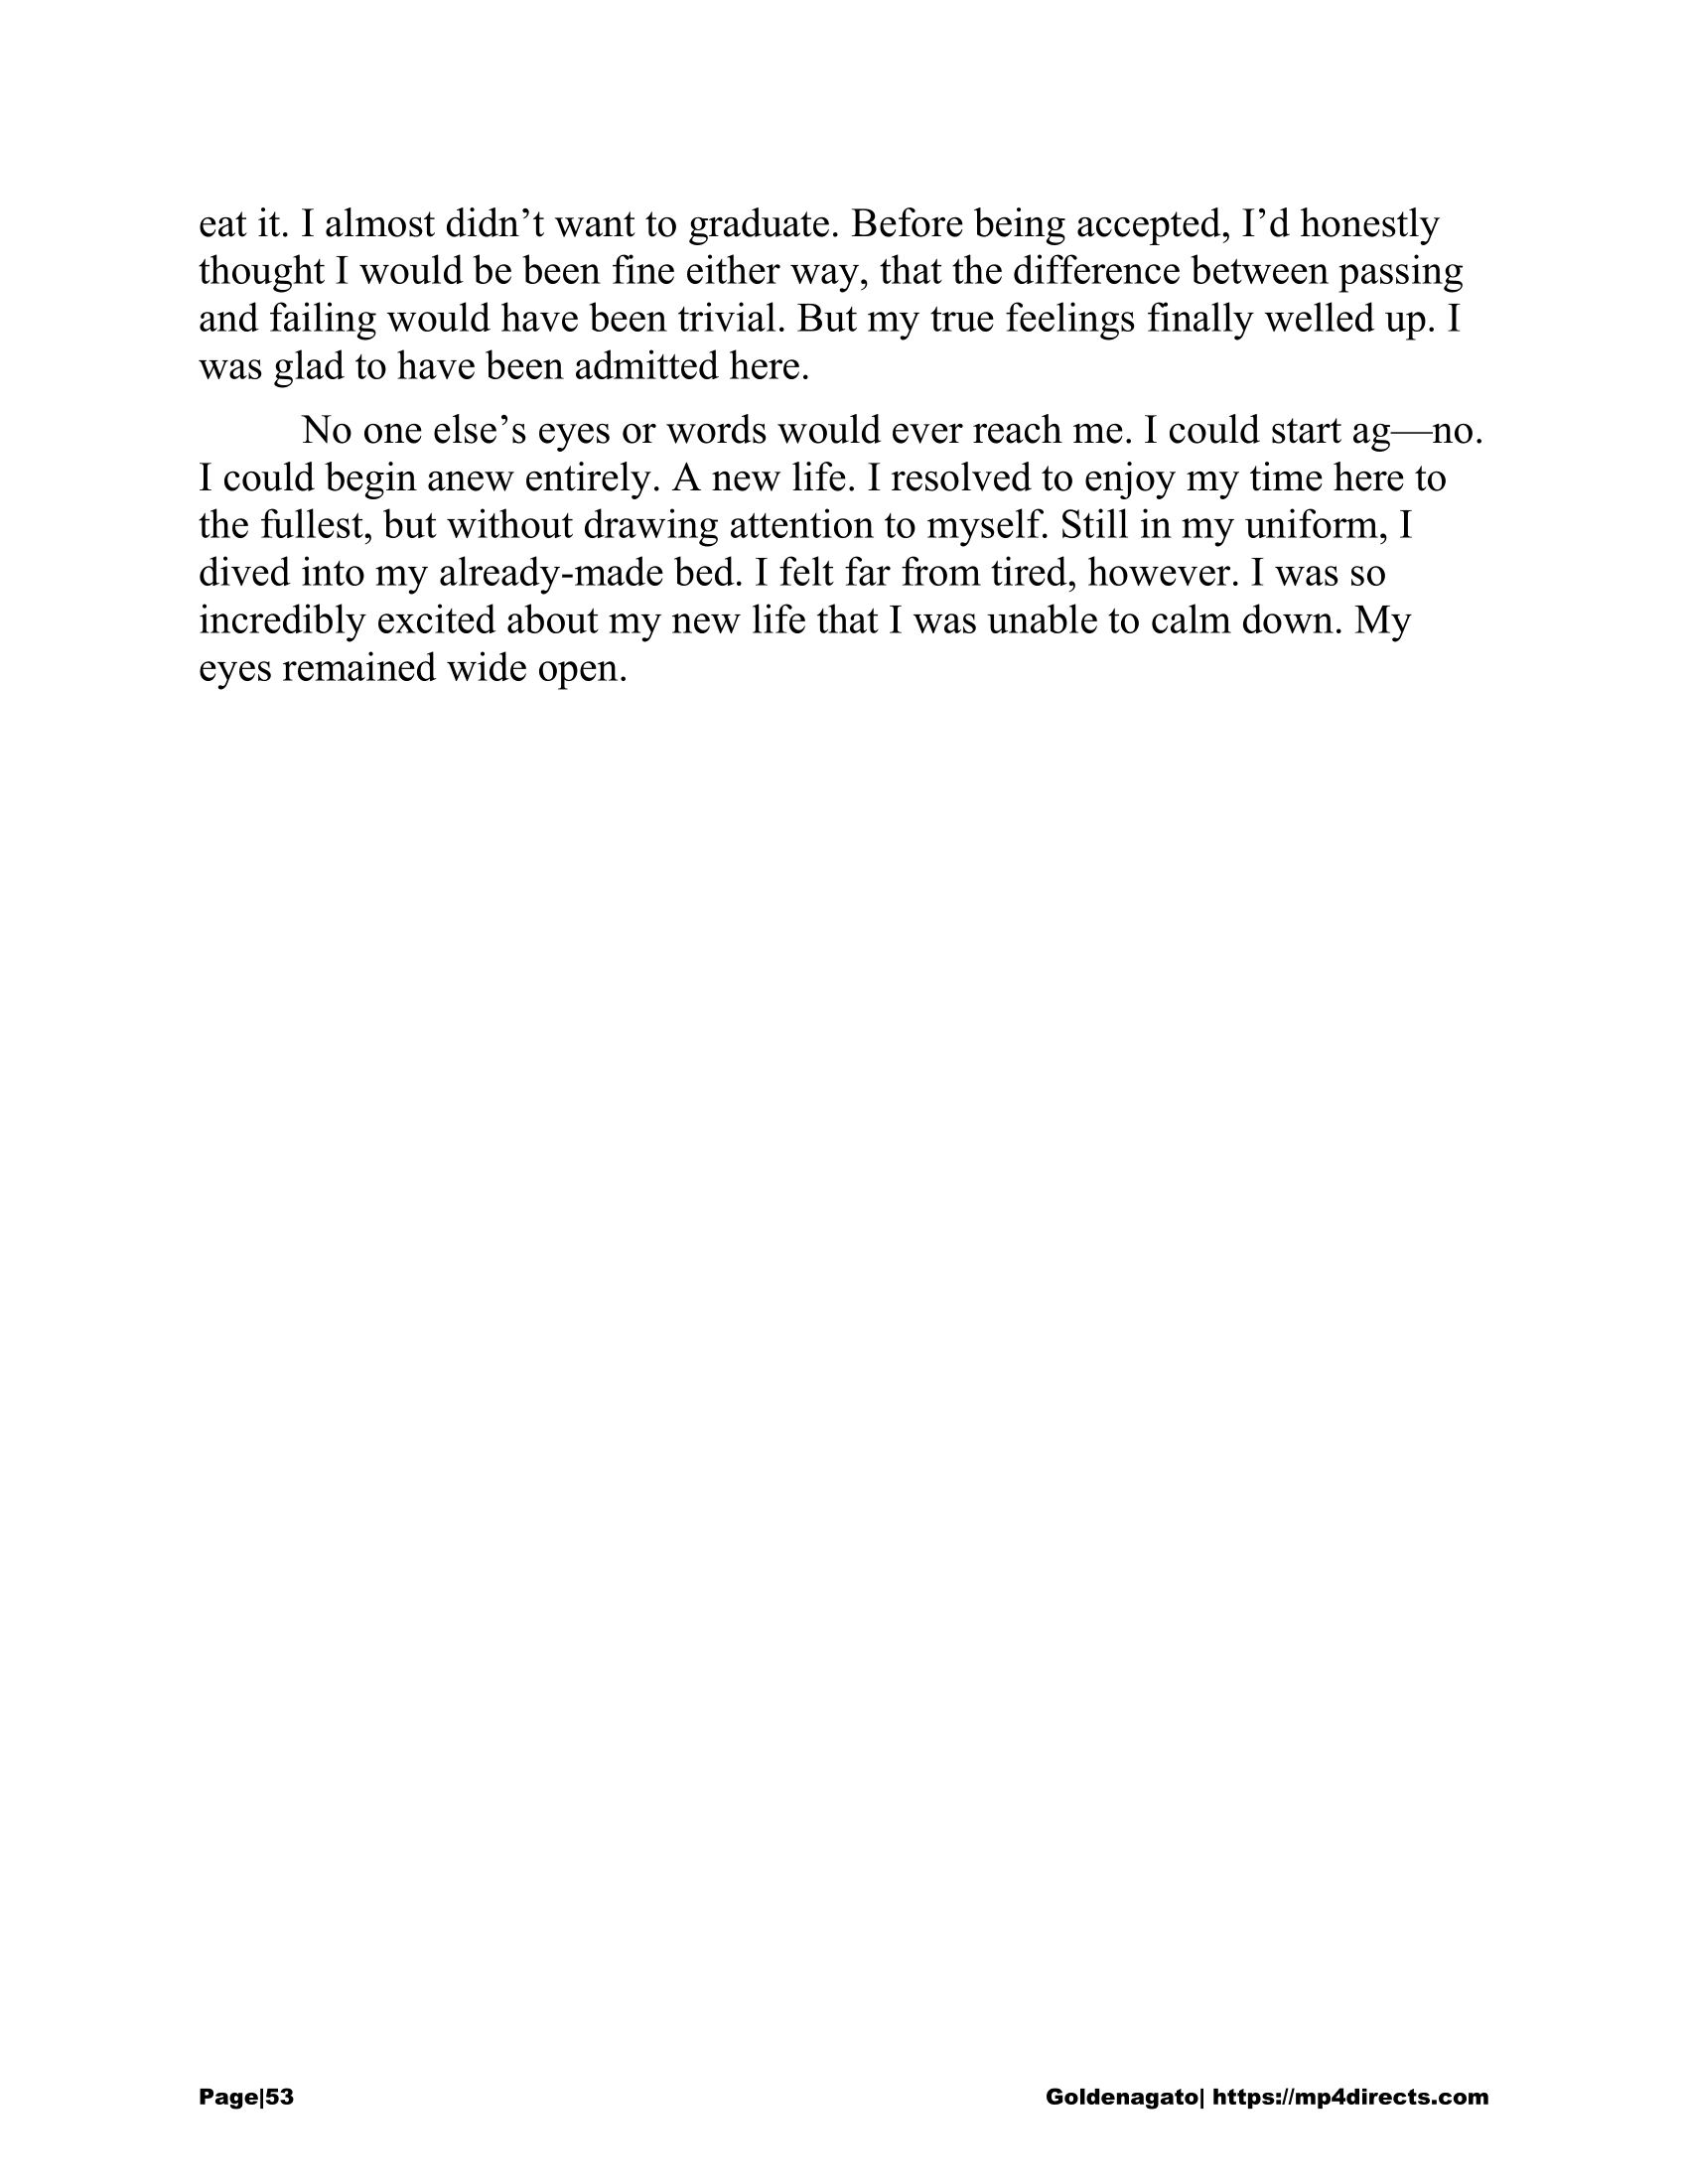 eat it. I almost didn’t want to graduate. Before being accepted, I’d honestly
thought I would be been fine either way, that the difference between passing
and failing would have been trivial. But my true feelings finally welled up. I
was glad to have been admitted here.
No one else’s eyes or words would ever reach me. I could start ag—no.
I could begin anew entirely. A new life. I resolved to enjoy my time here to
the fullest, but without drawing attention to myself. Still in my uniform, I
dived into my already-made bed. I felt far from tired, however. I was so
incredibly excited about my new life that I was unable to calm down. My
eyes remained wide open.
Page|53 Goldenagato| https://mp4directs.com